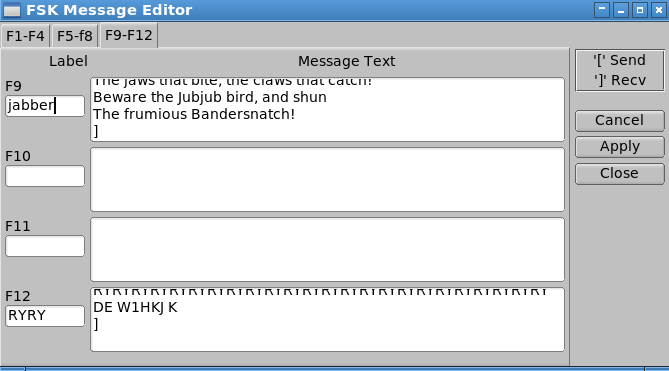 FSK Message Editor
F1-F4 F5-f8 F9-F12
Label Message Text
'[' Send
']' Recv
F9
jabber
The jaws that bite, the claws that catch!
Beware the Jubjub bird, and shun
The frumious Bandersnatch!
]
Cancel
Apply
Close
F10
F11
F12
RYRY
RYRYRYRYRYRYRYRYRYRYRYRYRYRYRYRYRYRYRYRYRYRYRYRY
DE W1HKJ K
]